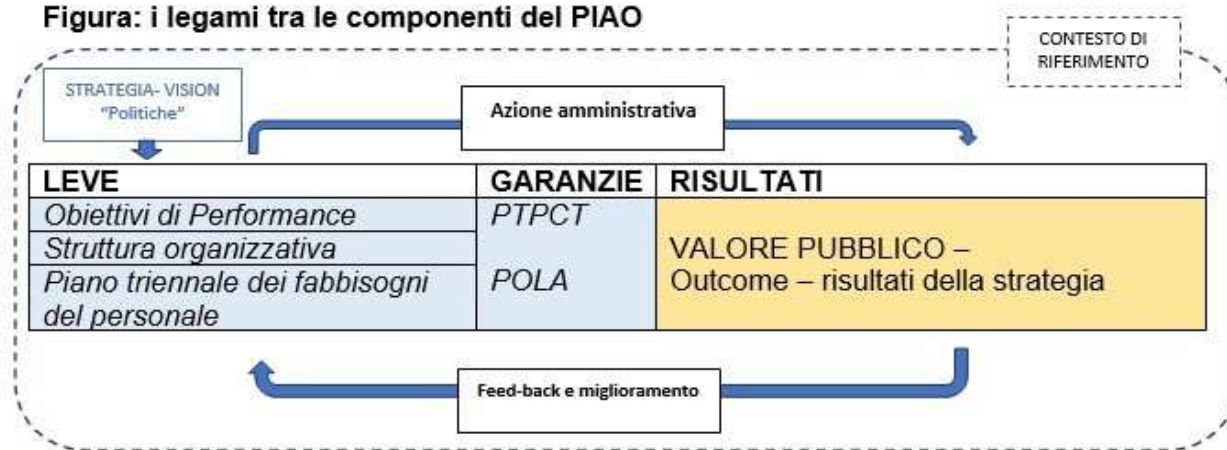 Figura: i legami tra le componenti del PIAO
CONTESTO DI
RIFERIMENTO
STRATEGIA- VISION
"Politiche"
Azione amministrativa
LEVE GARANZIE RISULTATI
Obiettivi di Performance PTPCT
Struttura organizzativa
VALORE PUBBLICO –
Piano triennale dei fabbisogni POLA Outcome – risultati della strategia
del personale
Feed-back e miglioramento